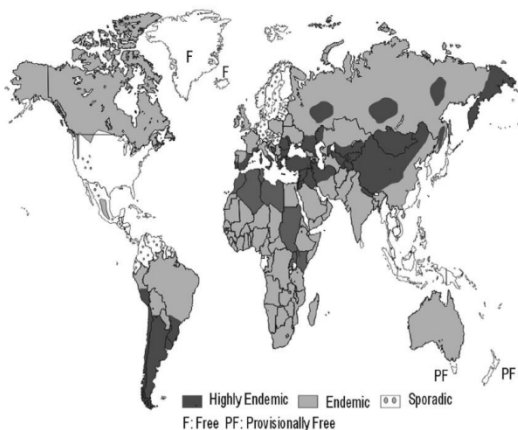 F
F
PF
PF
Highly Endemic Endemic Sporadic
F: Free PF: Provisionally Free